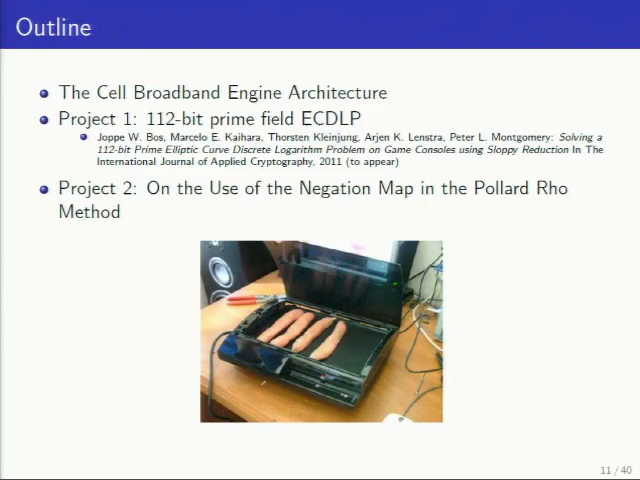 Outline
The Cell Broadband Engine Architecture
Project 1: 112-bit prime field ECDLP
Joppe W. Bos, Marcelo E. Kaihara, Thorsten Kleinjung, Arjen K. Lenstra, Peter L. Montgomery: Solving a
112-bit Prime Elliptic Curve Discrete Logarithm Problem on Game Consoles using Sloppy Reduction In The
International Journal of Applied Cryptography, 2011 (to appear)
Project 2: On the Use of the Negation Map in the Pollard Rho
Method
11 / 40